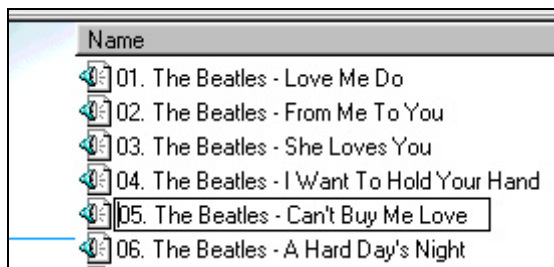 Name
01. The Beatles - Love Me Do
02. The Beatles - From Me To You
03. The Beatles - She Loves You
04. The Beatles - I Want To Hold Your Hand
05. The Beatles - Can't Buy Me Love
06. The Beatles - A Hard Day's Night